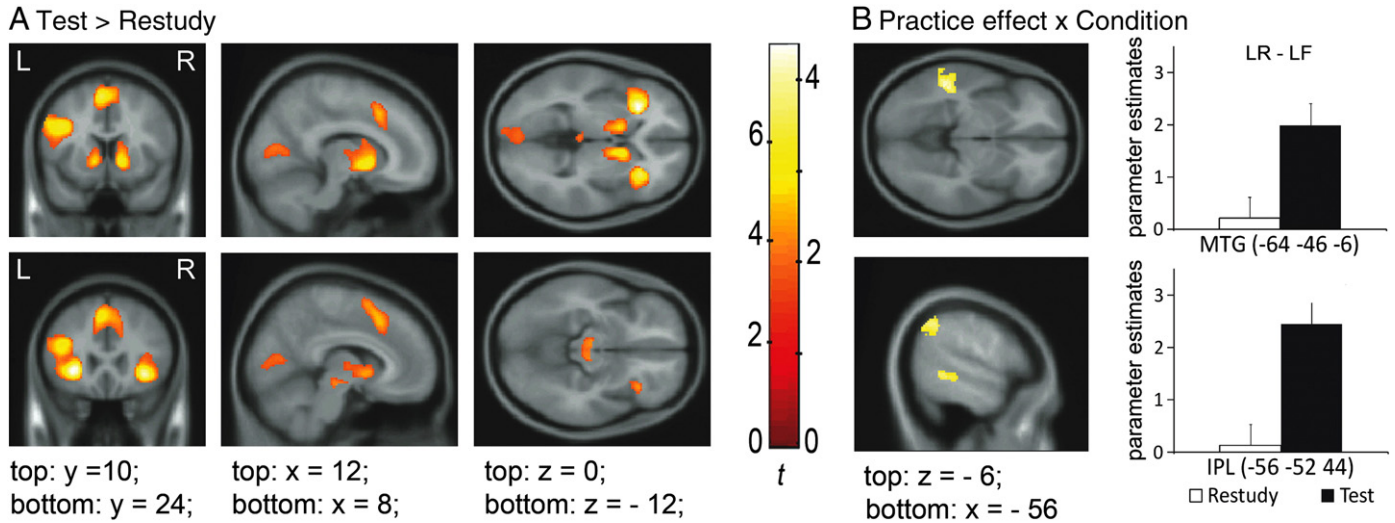 A Test > Restudy
L R
L R
top: y =10;
bottom: y = 24;
top: x = 12;
bottom: x = 8;
top: z = 0;
bottom: z = - 12;
4
6
4
2
2
0 0
t
B Practice effect x Condition
top: z = - 6;
bottom: x = - 56
LR - LF
parameter estimates
3
2
1
0
MTG (-64 -46 -6)
parameter estimates
3
2
1
0
IPL (-56 -52 44)
Restudy Test